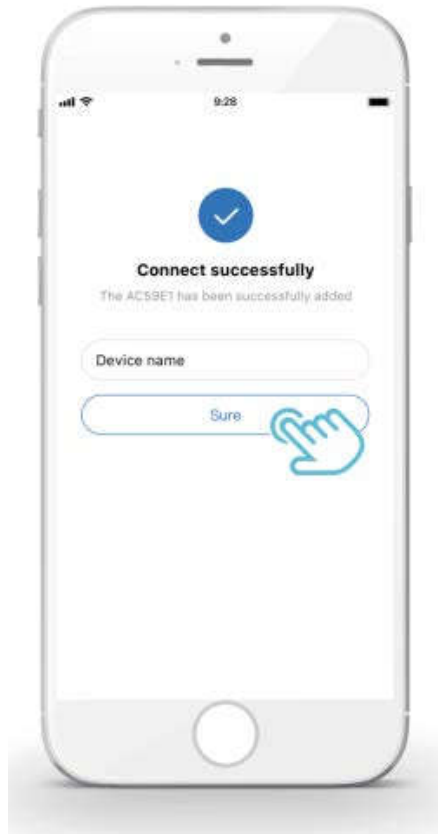 9:28
Connect successfully
The AC59E1 has been successfully added
Device name
Sure